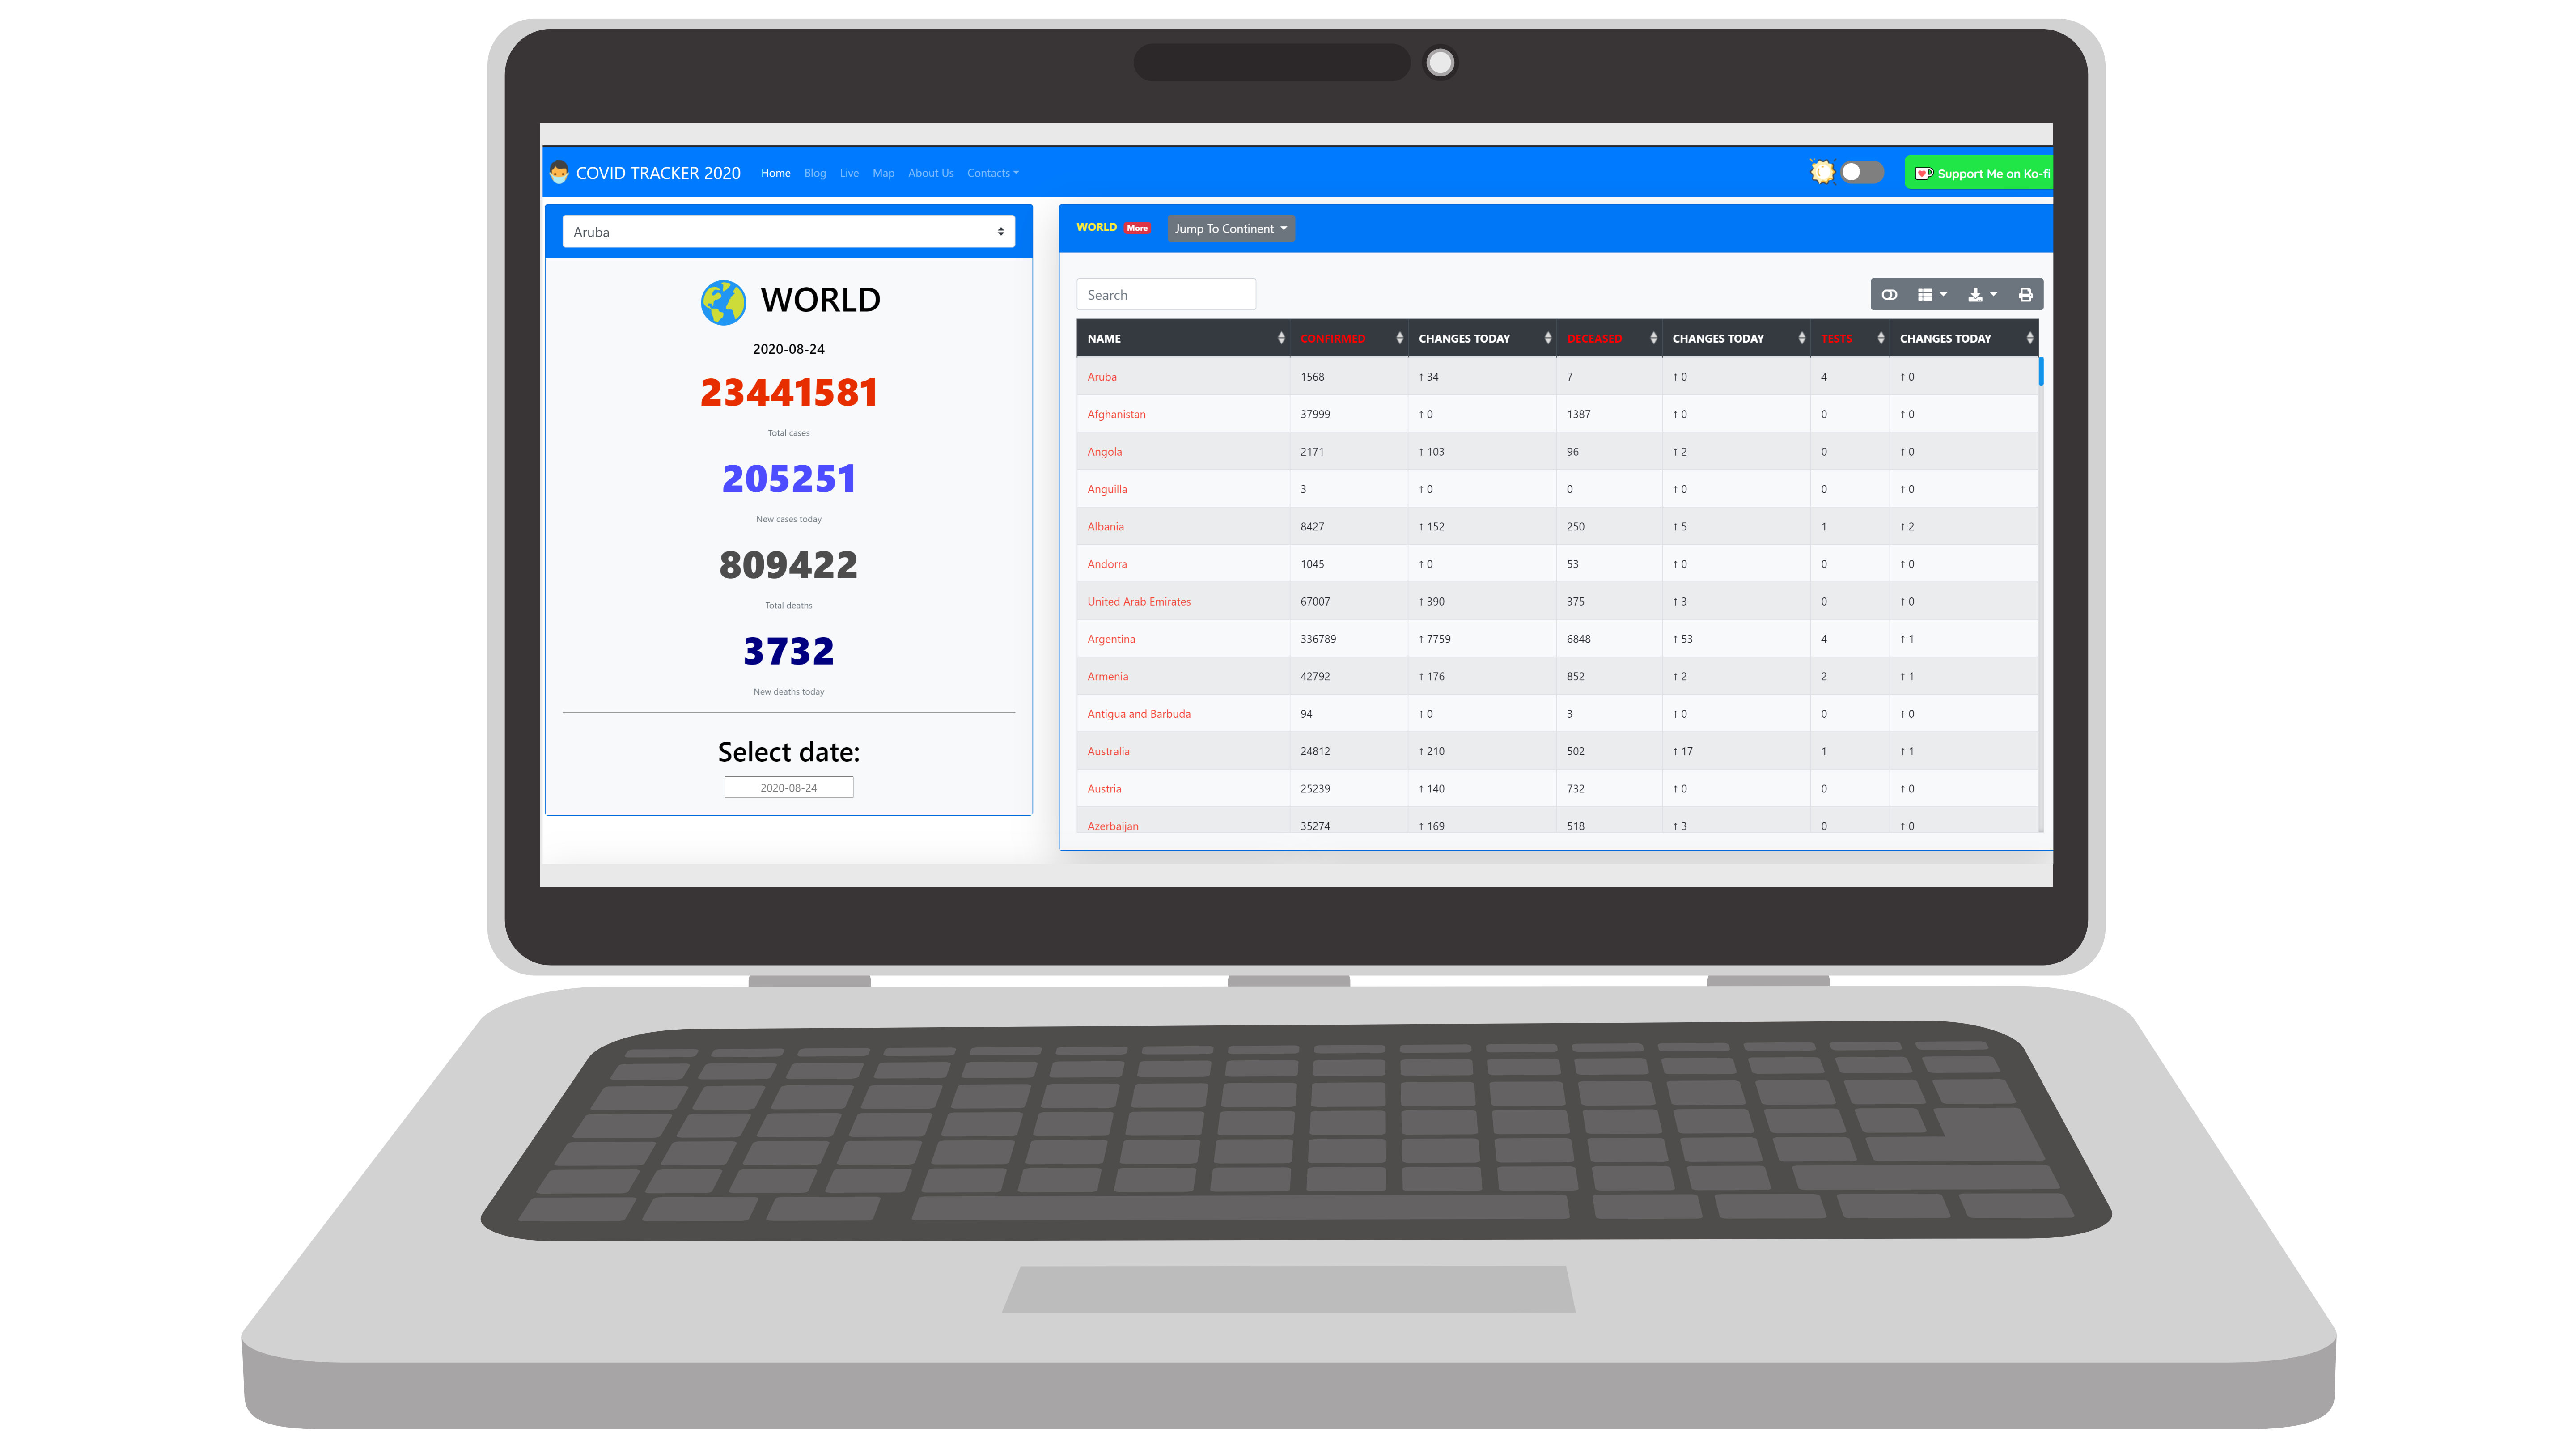 COVID TRACKER 2020 Home Blog Live Map About Us Contacts Support Me on Ko-fi
Aruba
WORLD
2020-08-24
23441581
Total cases
205251
New cases today
809422
Total deaths
3732
New deaths today
Select date:
2020-08-24
WORLD More Jump To Continent
Search
NAME CONFIRMED CHANGES TODAY DECEASED CHANGES TODAY TESTS CHANGES TODAY
Aruba 1568 ↑ 34 7 ↑ 0 4 ↑ 0
Afghanistan 37999 ↑ 0 1387 ↑ 0 0 ↑ 0
Angola 2171 ↑ 103 96 ↑ 2 0 ↑ 0
Anguilla 3 ↑ 0 0 ↑ 0 0 ↑ 0
Albania 8427 ↑ 152 250 ↑ 5 1 ↑ 2
Andorra 1045 ↑ 0 53 ↑ 0 0 ↑ 0
United Arab Emirates 67007 ↑ 390 375 ↑ 3 0 ↑ 0
Argentina 336789 ↑ 7759 6848 ↑ 53 4 ↑ 1
Armenia 42792 ↑ 176 852 ↑ 2 2 ↑ 1
Antigua and Barbuda 94 ↑ 0 3 ↑ 0 0 ↑ 0
Australia 24812 ↑ 210 502 ↑ 17 1 ↑ 1
Austria 25239 ↑ 140 732 ↑ 0 0 ↑ 0
Azerbaijan 35274 ↑ 169 518 ↑ 3 0 ↑ 0